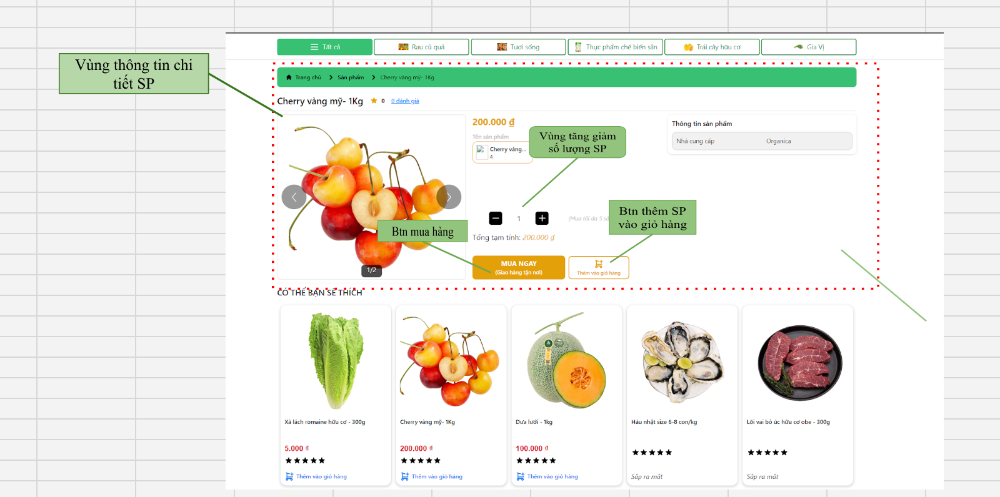 Tất cả
Rau củ quả
Tươi sống
Thực phẩm chế biến sẵn
Trái cây hữu cơ
Gia Vị
Vùng thông tin chi
tiết SP
Trang chủ
Sản phẩm
Cherry vàng mỹ- 1Kg
Cherry vàng mỹ- 1Kg
0
0 đánh giá
200.000 ₫
Tên sản phẩm
Cherry vàng...
4
Vùng tăng giảm
số lượng SP
Thông tin sản phẩm
Nhà cung cấp
Organica
1
(Mua tối đa 5
Btn thêm SP
vào giỏ hàng
Btn mua hàng
Tổng tạm tính: 200.000 ₫
1/2
MUA NGAY
(Giao hàng tận nơi)
Thêm vào giỏ hàng
CÓ THỂ BẠN SẼ THÍCH
Xà lách romaine hữu cơ - 300g
5.000 ₫
Thêm vào giỏ hàng
Cherry vàng mỹ- 1Kg
200.000 ₫
Thêm vào giỏ hàng
Dưa lưới - 1kg
100.000 ₫
Thêm vào giỏ hàng
Hàu nhật size 6-8 con/kg
Sắp ra mắt
Lõi vai bò úc hữu cơ obe - 300g
Sắp ra mắt